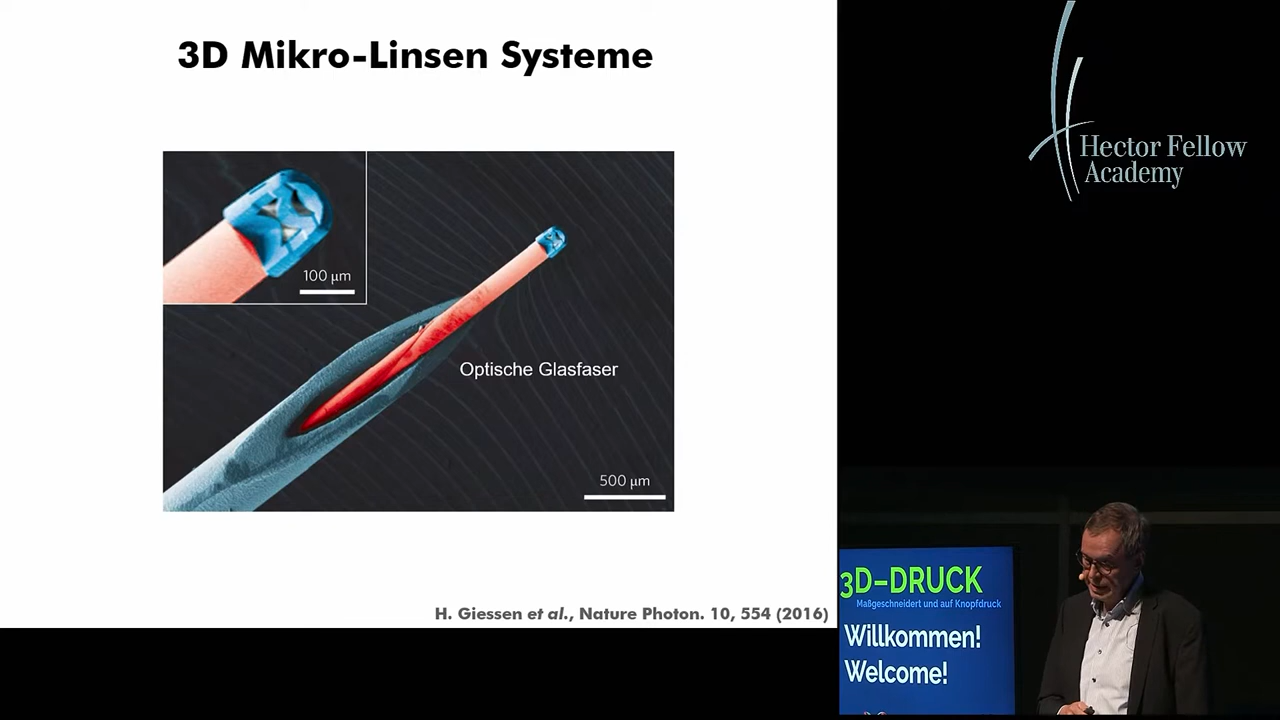 3D Mikro-Linsen Systeme
100 μm
Optische Glasfaser
500 μm
H. Giessen et al., Nature Photon. 10, 554 (2016)
Hector Fellow
Academy
3D-DRUCK
Maßgeschneidert und auf Knopfdruck
Willkommen!
Welcome!